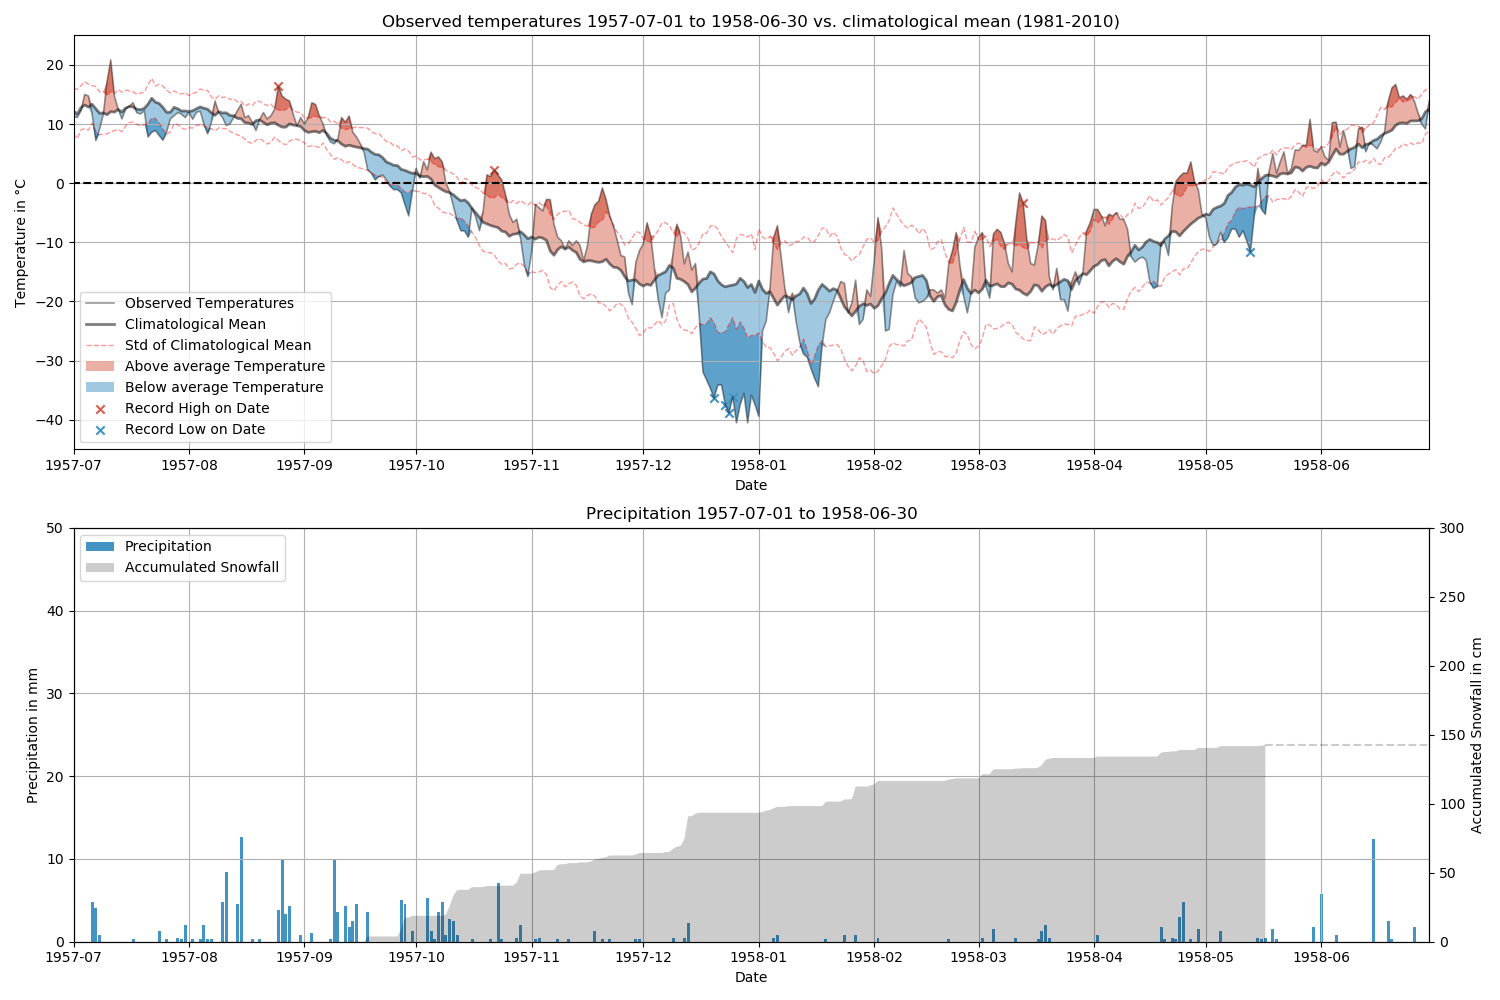 Observed temperatures 1957-07-01 to 1958-06-30 vs. climatological mean (1981-2010)
Temperature in °C
20
10
0
−10
−20
−30
−40
Observed Temperatures
Climatological Mean
Std of Climatological Mean
Above average Temperature
Below average Temperature
Record High on Date
Record Low on Date
1957-07 1957-08 1957-09 1957-10 1957-11 1957-12 1958-01 1958-02 1958-03 1958-04 1958-05 1958-06
Date
Precipitation 1957-07-01 to 1958-06-30
Precipitation in mm
50
40
30
20
10
0
Precipitation
Accumulated Snowfall
300
250
200
150
100
50
0
Accumulated Snowfall in cm
1957-07 1957-08 1957-09 1957-10 1957-11 1957-12 1958-01 1958-02 1958-03 1958-04 1958-05 1958-06
Date